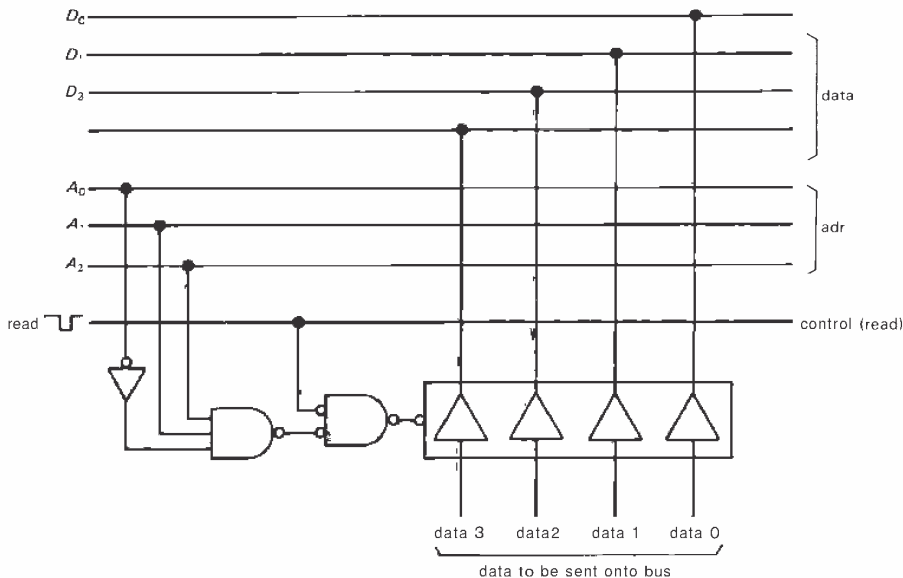 D₀
D₁
D₂
data
A₀
A₁
adr
A₂
read
control (read)
data 3
data2
data 1
data 0
data to be sent onto bus